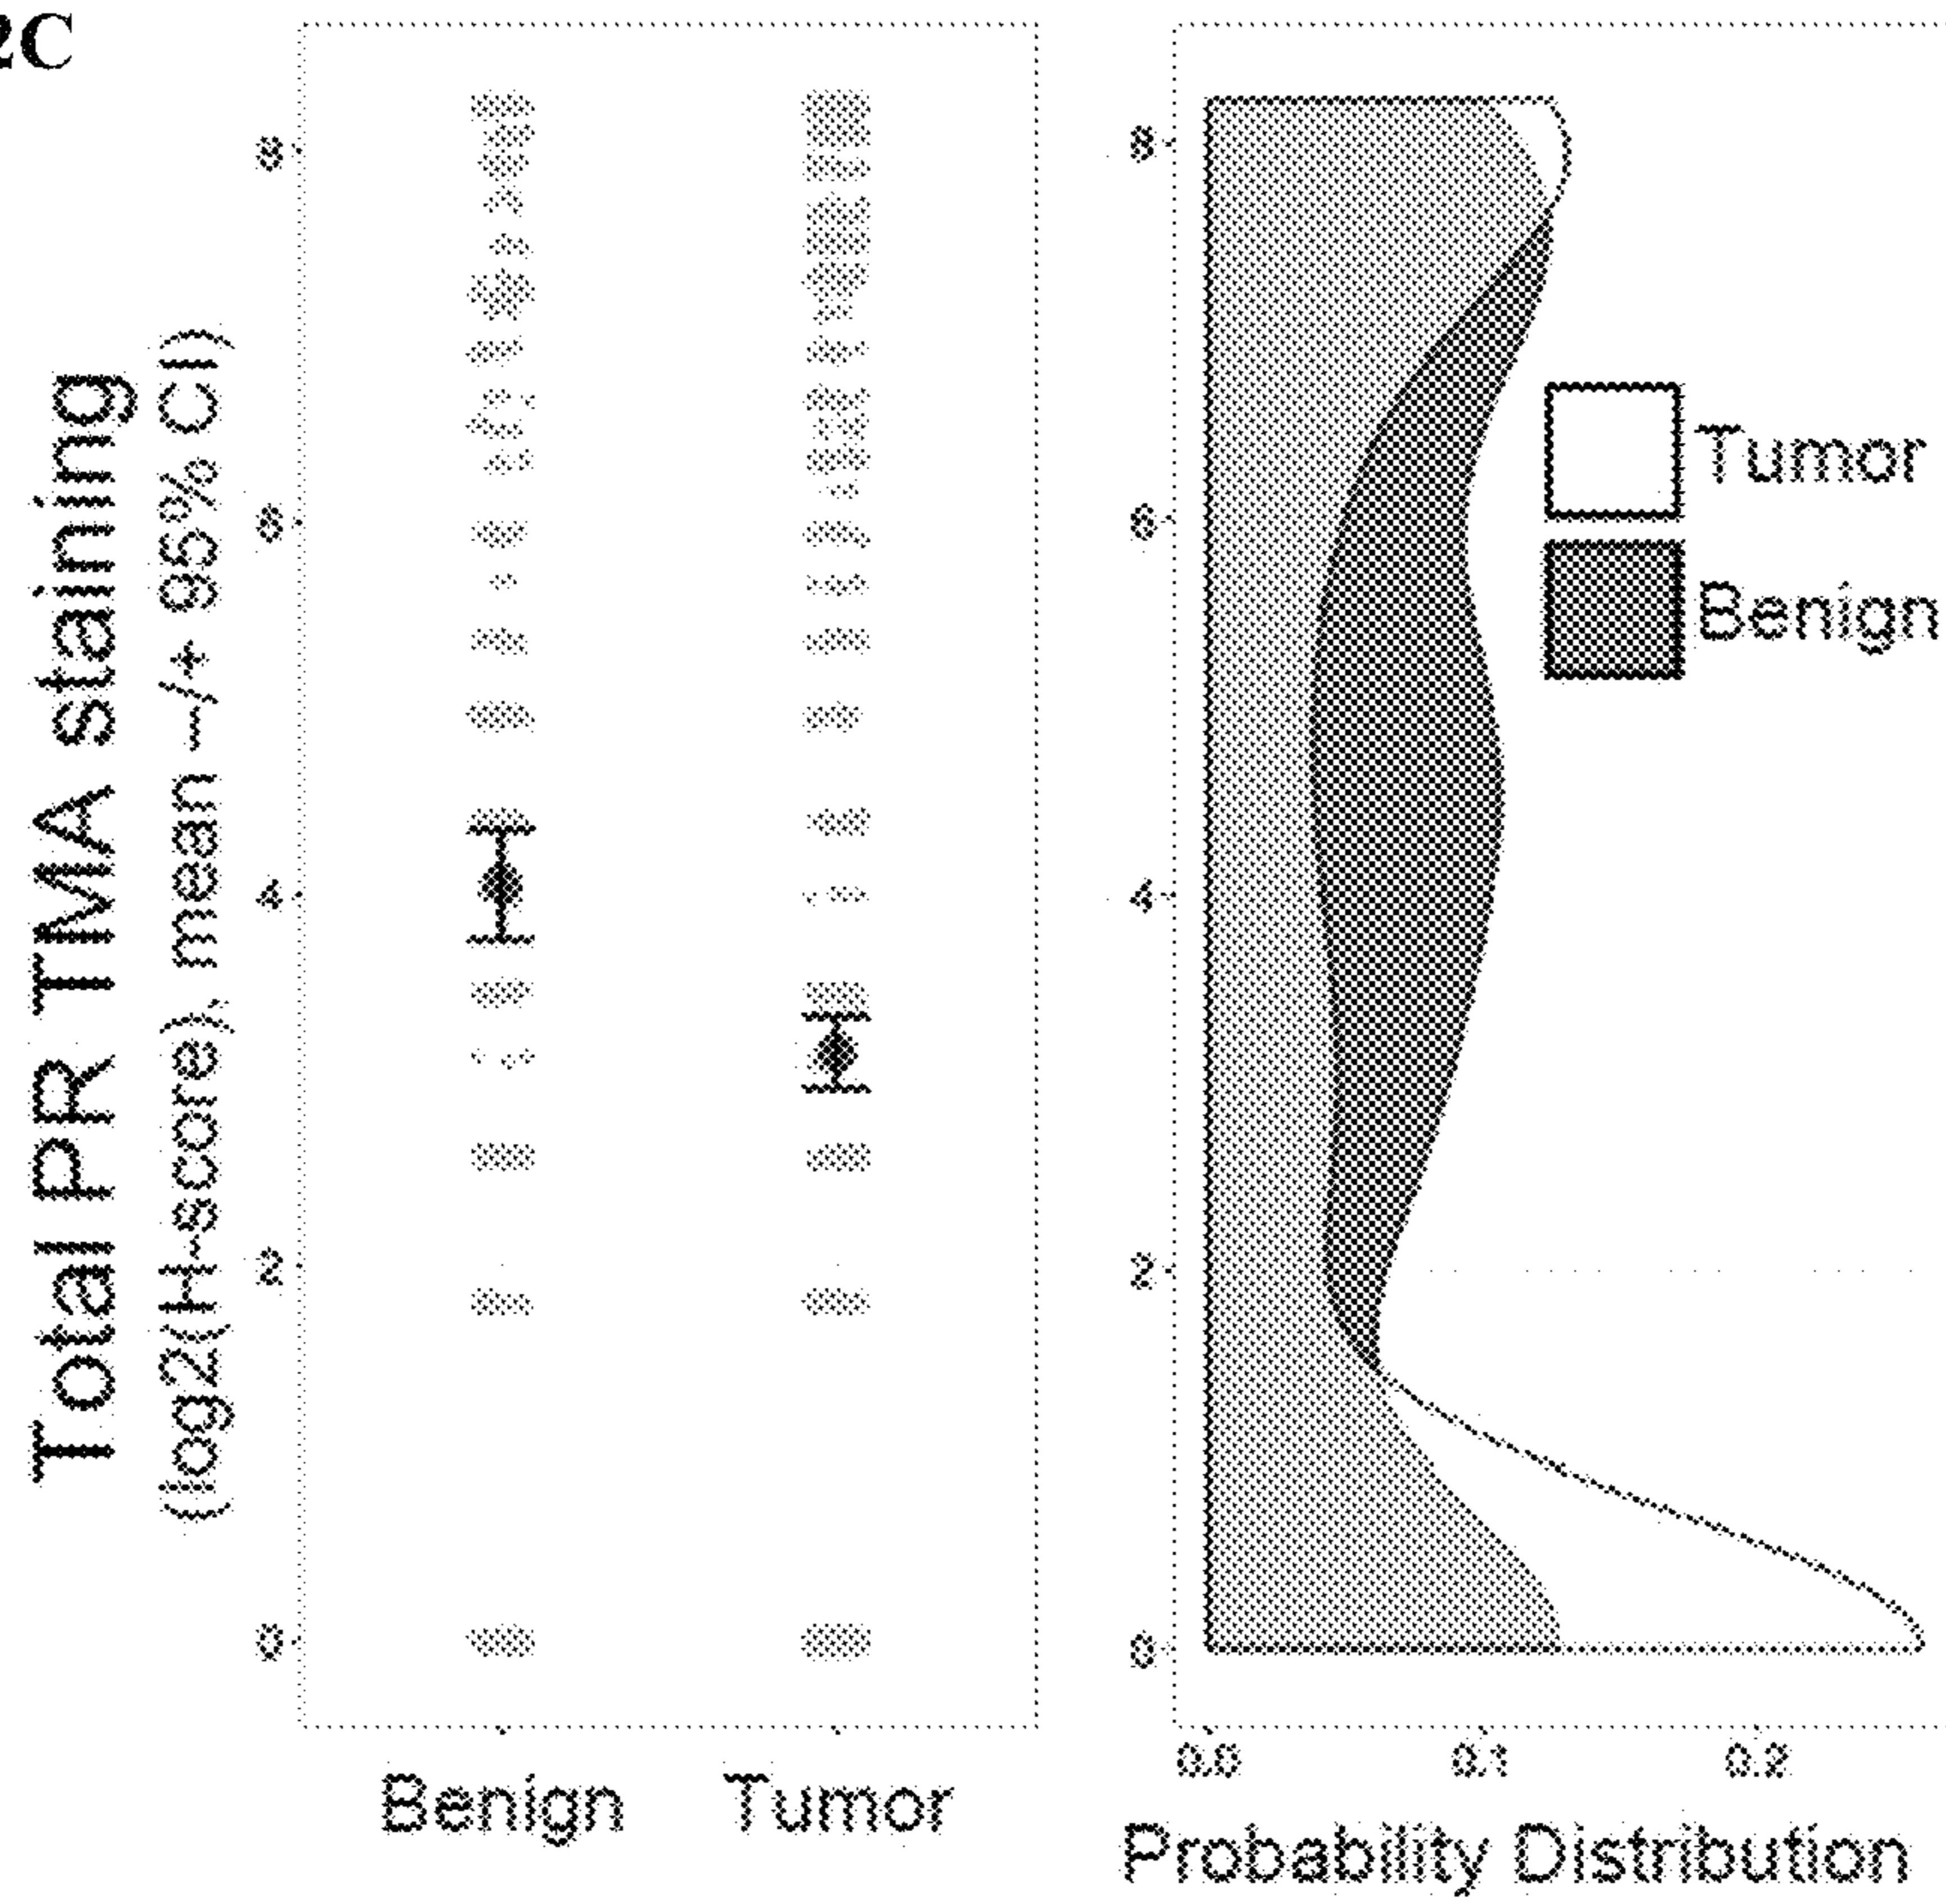 2C
Total PR TMA staining
(log2(H-score), mean -/+ 95% CI)
8
6
4
2
0
Benign
Tumor
8
6
4
2
0
0.0
0.1
0.2
Probability Distribution
Tumor
Benign